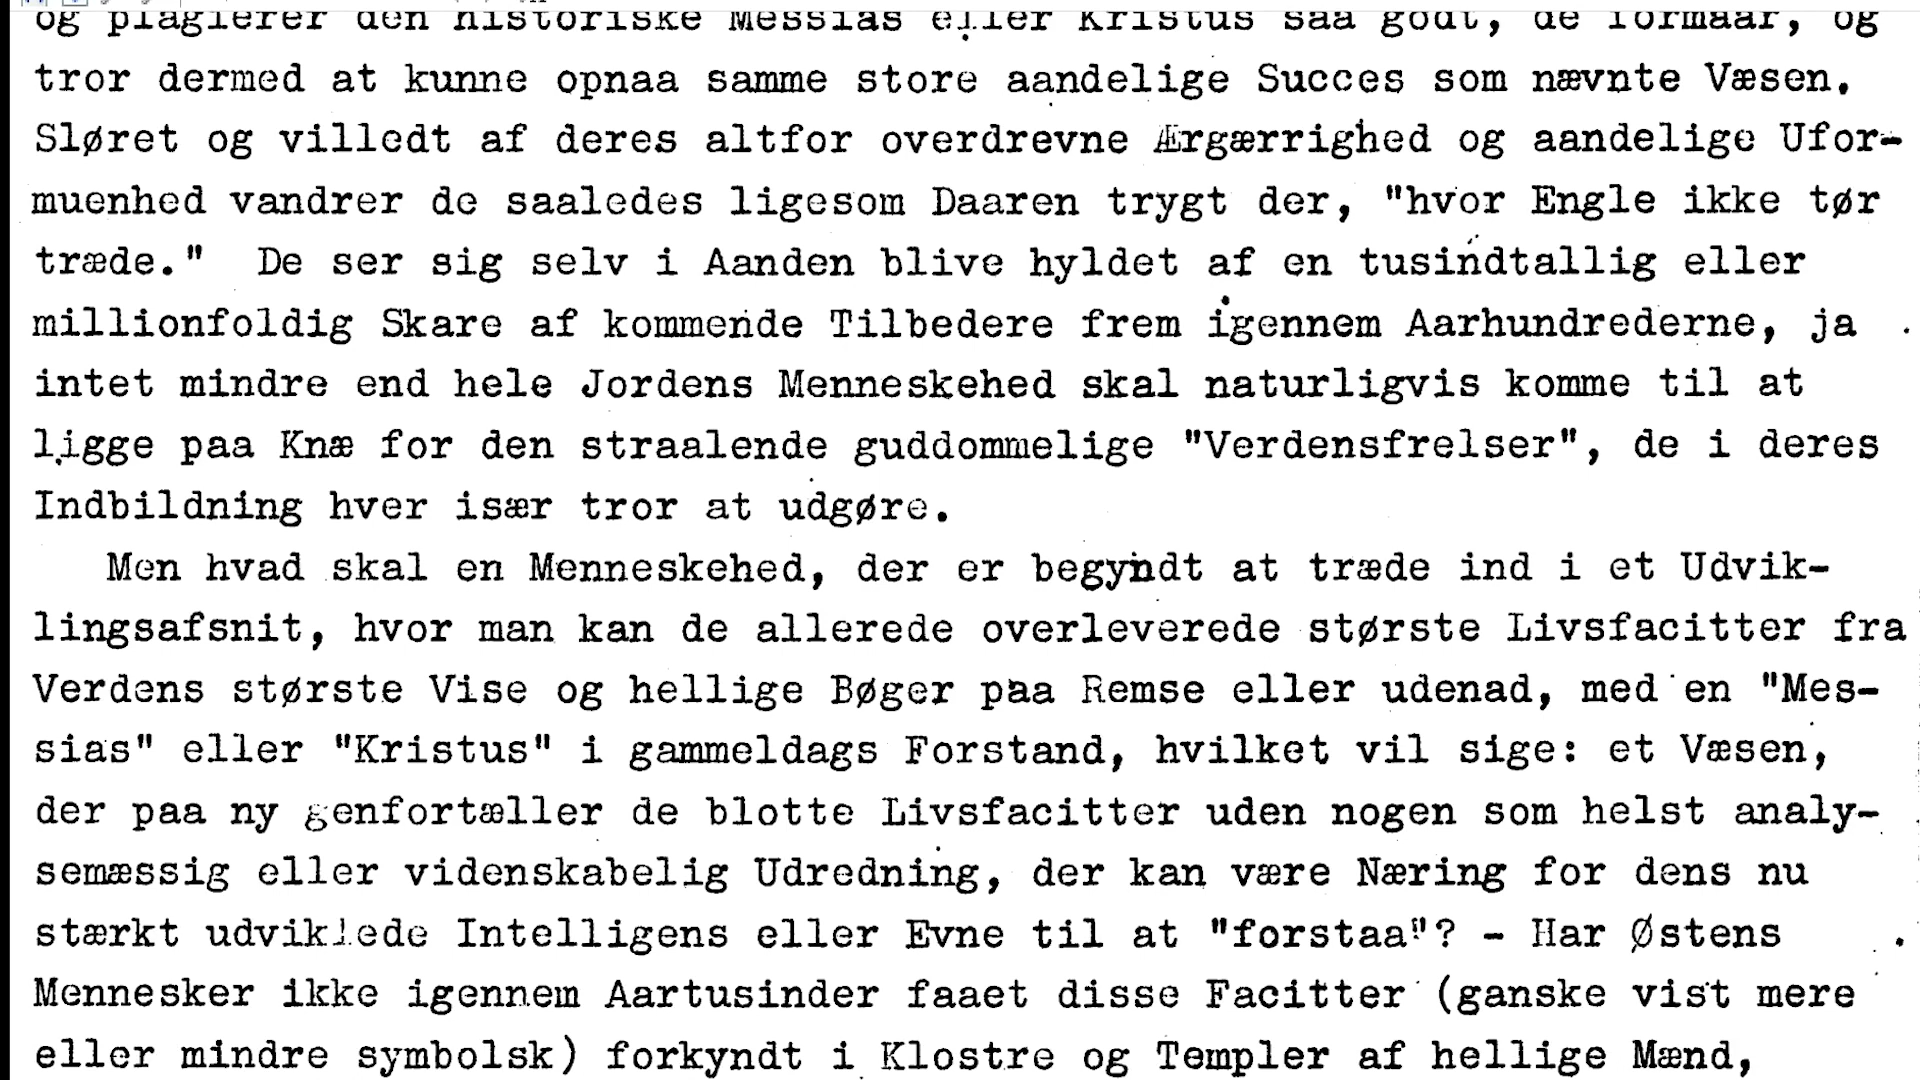 og plagierer den historiske Messias eller Kristus saa godt, de formaar, og
tror dermed at kunne opnaa samme store aandelige Succes som nævnte Væsen.
Sløret og villedt af deres altfor overdrevne Ærgærrighed og aandelige Ufor-
muenhed vandrer de saaledes ligesom Daaren trygt der, "hvor Engle ikke tør
træde."  De ser sig selv i Aanden blive hyldet af en tusindtallig eller
millionfoldig Skare af kommende Tilbedere frem igennem Aarhundrederne, ja
intet mindre end hele Jordens Menneskehed skal naturligvis komme til at
ligge paa Knæ for den straalende guddommelige "Verdensfrelser", de i deres
Indbildning hver især tror at udgøre.
Men hvad skal en Menneskehed, der er begyndt at træde ind i et Udvik-
lingsafsnit, hvor man kan de allerede overleverede største Livsfacitter fra
Verdens største Vise og hellige Bøger paa Remse eller udenad, med en "Mes-
sias" eller "Kristus" i gammeldags Forstand, hvilket vil sige: et Væsen,
der paa ny genfortæller de blotte Livsfacitter uden nogen som helst analy-
semæssig eller videnskabelig Udredning, der kan være Næring for dens nu
stærkt udviklede Intelligens eller Evne til at "forstaa"? - Har Østens
Mennesker ikke igennem Aartusinder faaet disse Facitter (ganske vist mere
eller mindre symbolsk) forkyndt i Klostre og Templer af hellige Mænd,